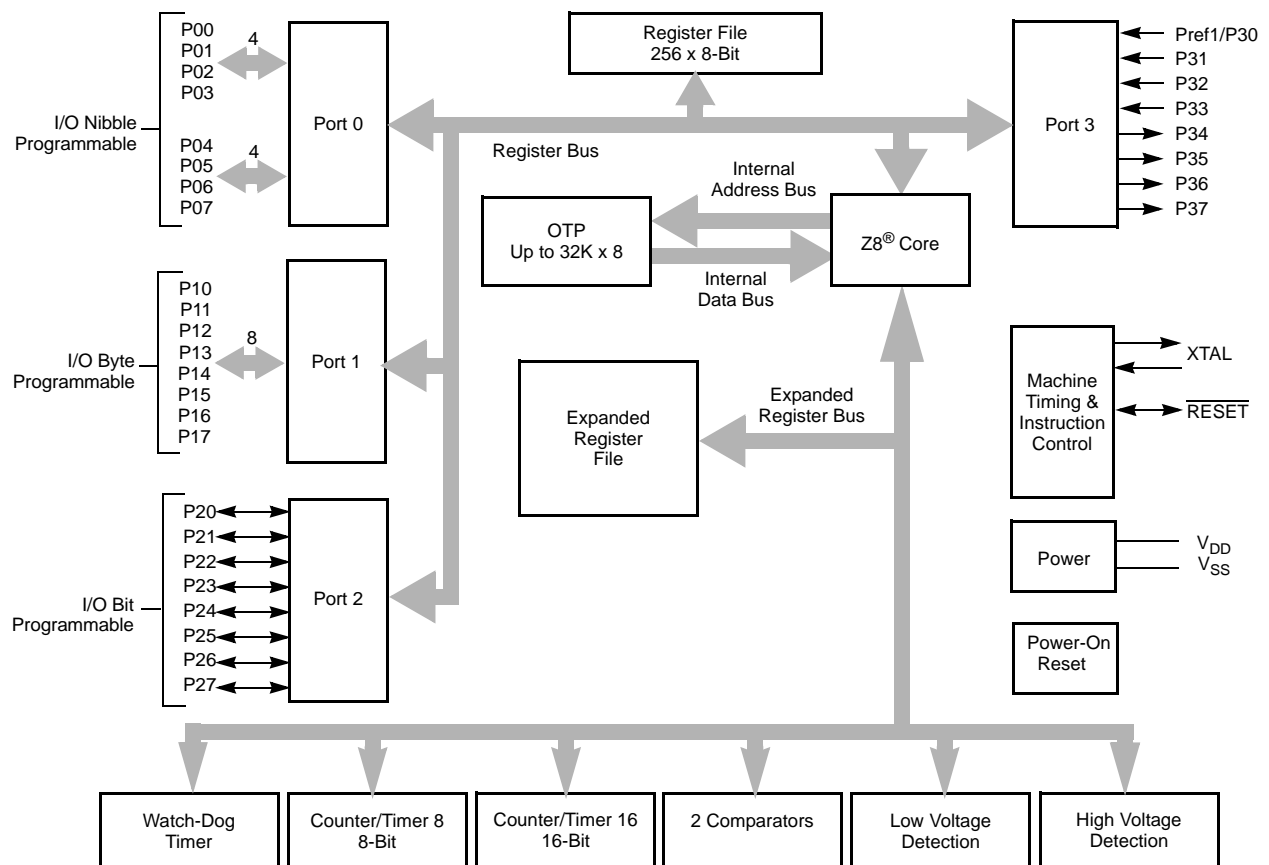 P00
P01
P02
P03
4
I/O Nibble
Programmable
P04
P05
P06
P07
4
Port 0
Register File
256 x 8-Bit
Register Bus
Port 3
Pref1/P30
P31
P32
P33
P34
P35
P36
P37
Internal
Address Bus
OTP
Up to 32K x 8
Z8® Core
Internal
Data Bus
P10
P11
P12
P13
P14
P15
P16
P17
8
I/O Byte
Programmable
Port 1
Expanded
Register
File
Expanded
Register Bus
Machine
Timing &
Instruction
Control
XTAL
RESET
P20
P21
P22
P23
P24
P25
P26
P27
I/O Bit
Programmable
Port 2
Power
VDD
VSS
Power-On
Reset
Watch-Dog
Timer
Counter/Timer 8
8-Bit
Counter/Timer 16
16-Bit
2 Comparators
Low Voltage
Detection
High Voltage
Detection